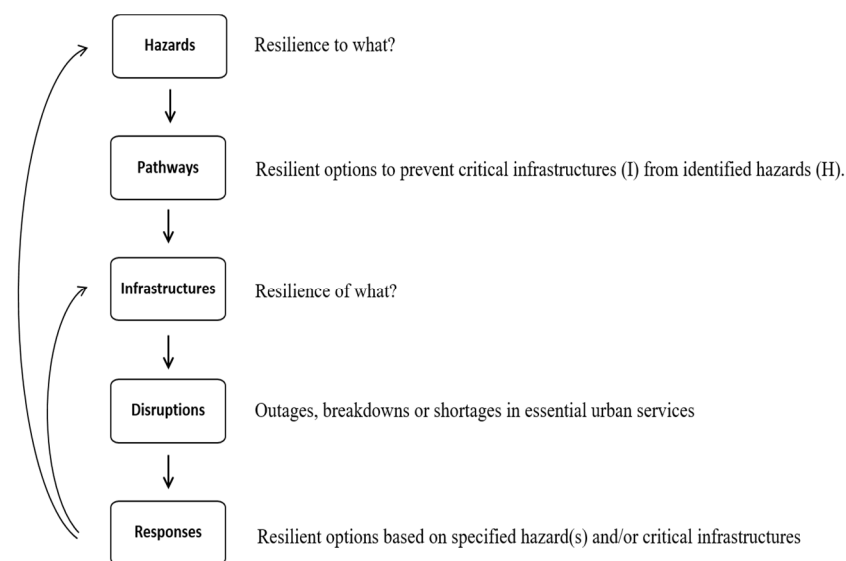 Hazards
Resilience to what?
Pathways
Resilient options to prevent critical infrastructures (I) from identified hazards (H).
Infrastructures
Resilience of what?
Disruptions
Outages, breakdowns or shortages in essential urban services
Responses
Resilient options based on specified hazard(s) and/or critical infrastructures